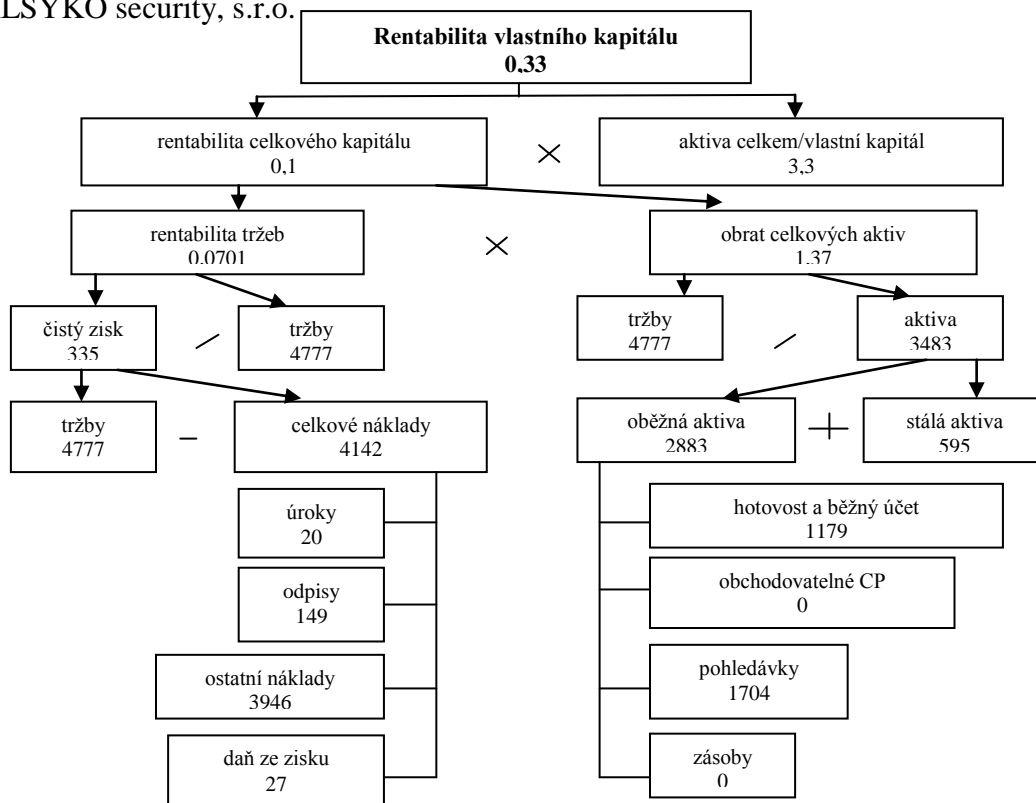 LSYKO security, s.r.o.
Rentabilita vlastního kapitálu
0,33
rentabilita celkového kapitálu
0,1
×
aktiva celkem/vlastní kapitál
3,3
rentabilita tržeb
0,0701
×
obrat celkových aktiv
1,37
čistý zisk
335
/
tržby
4777
tržby
4777
/
aktiva
3483
tržby
4777
–
celkové náklady
4142
oběžná aktiva
2883
+
stálá aktiva
595
úroky
20
odpisy
149
ostatní náklady
3946
daň ze zisku
27
hotovost a běžný účet
1179
obchodovatelné CP
0
pohledávky
1704
zásoby
0